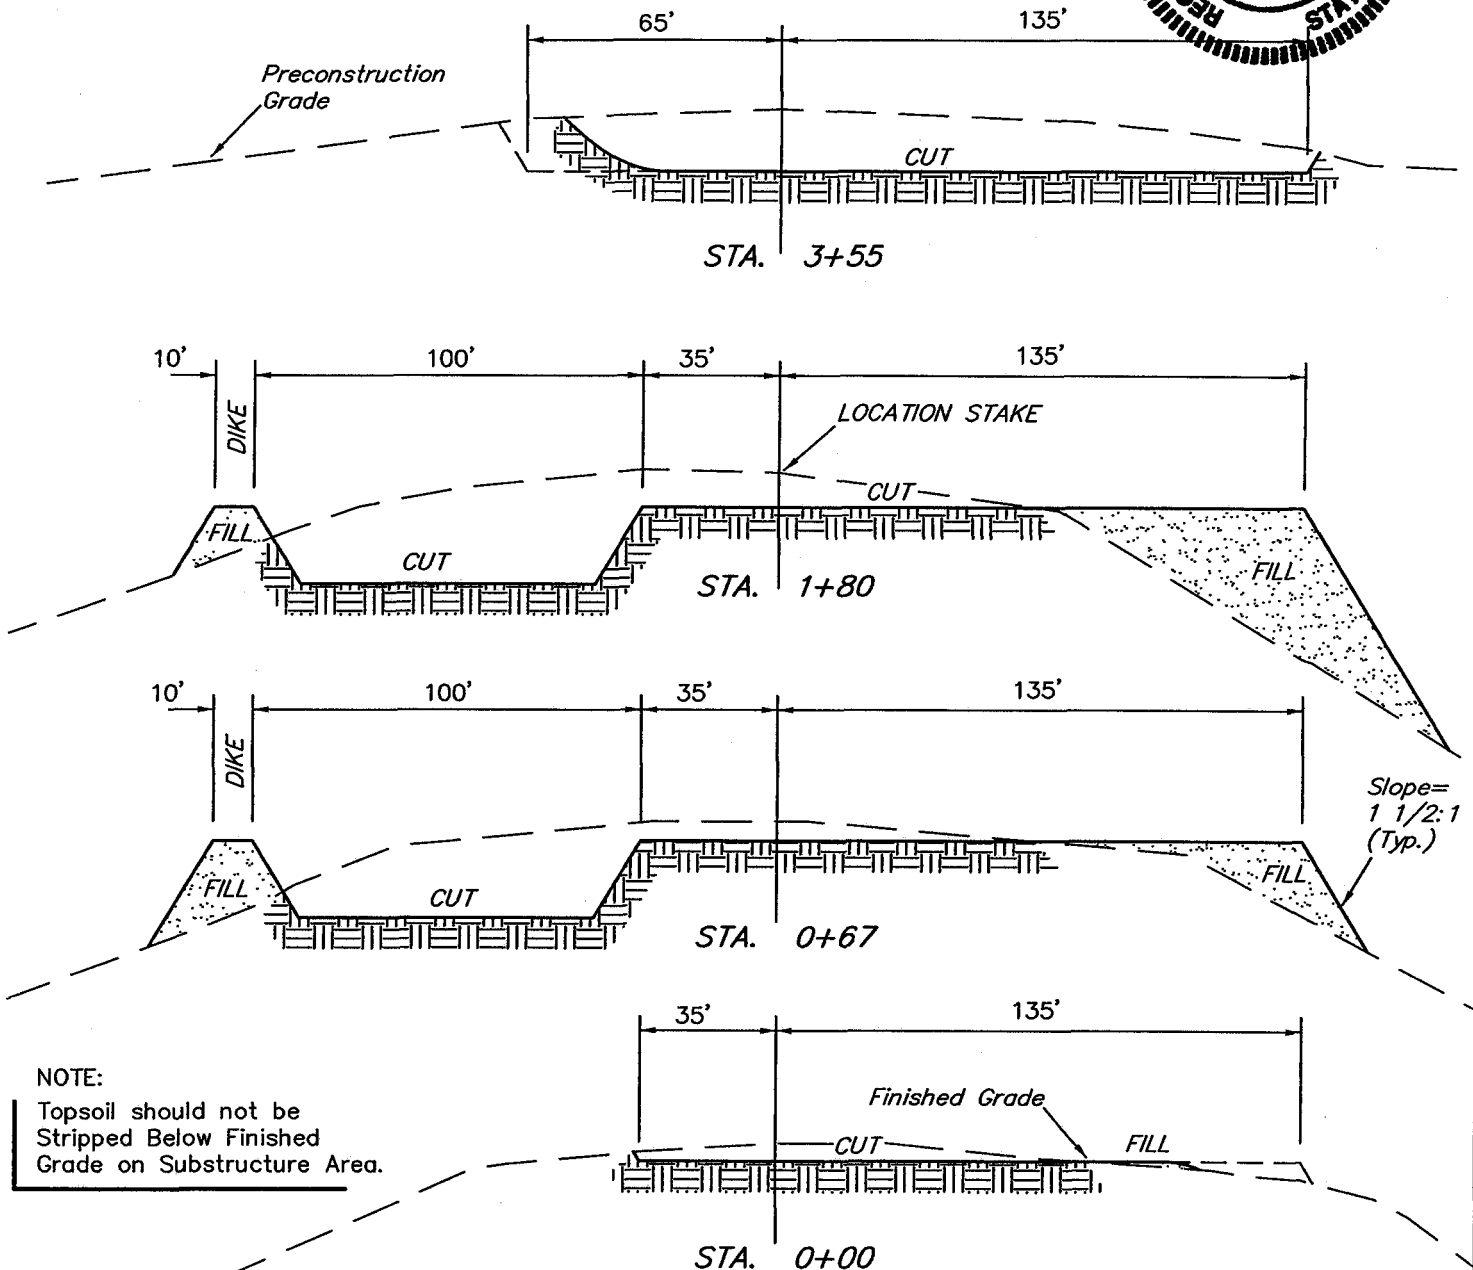 65' 135'
Preconstruction
Grade
CUT
STA. 3+55
10' 100' 35' 135'
DIKE
LOCATION STAKE
CUT
FILL
CUT
FILL
STA. 1+80
10' 100' 35' 135'
DIKE
Slope=
1 1/2:1
(Typ.)
FILL
CUT
FILL
STA. 0+67
35' 135'
NOTE:
Topsoil should not be
Stripped Below Finished
Grade on Substructure Area.
Finished Grade
CUT
FILL
STA. 0+00